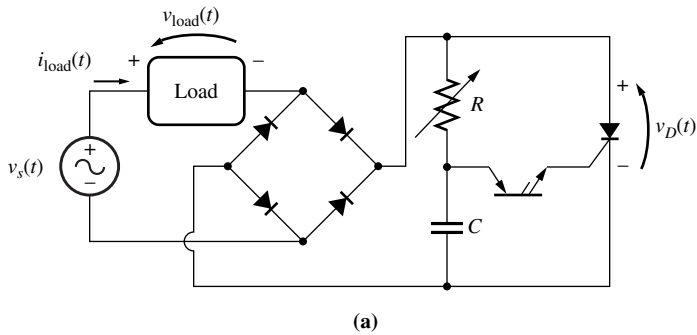 v_load(t)
+ −
i_load(t)
Load
v_s(t)
+
−
R
C
+
v_D(t)
−
(a)